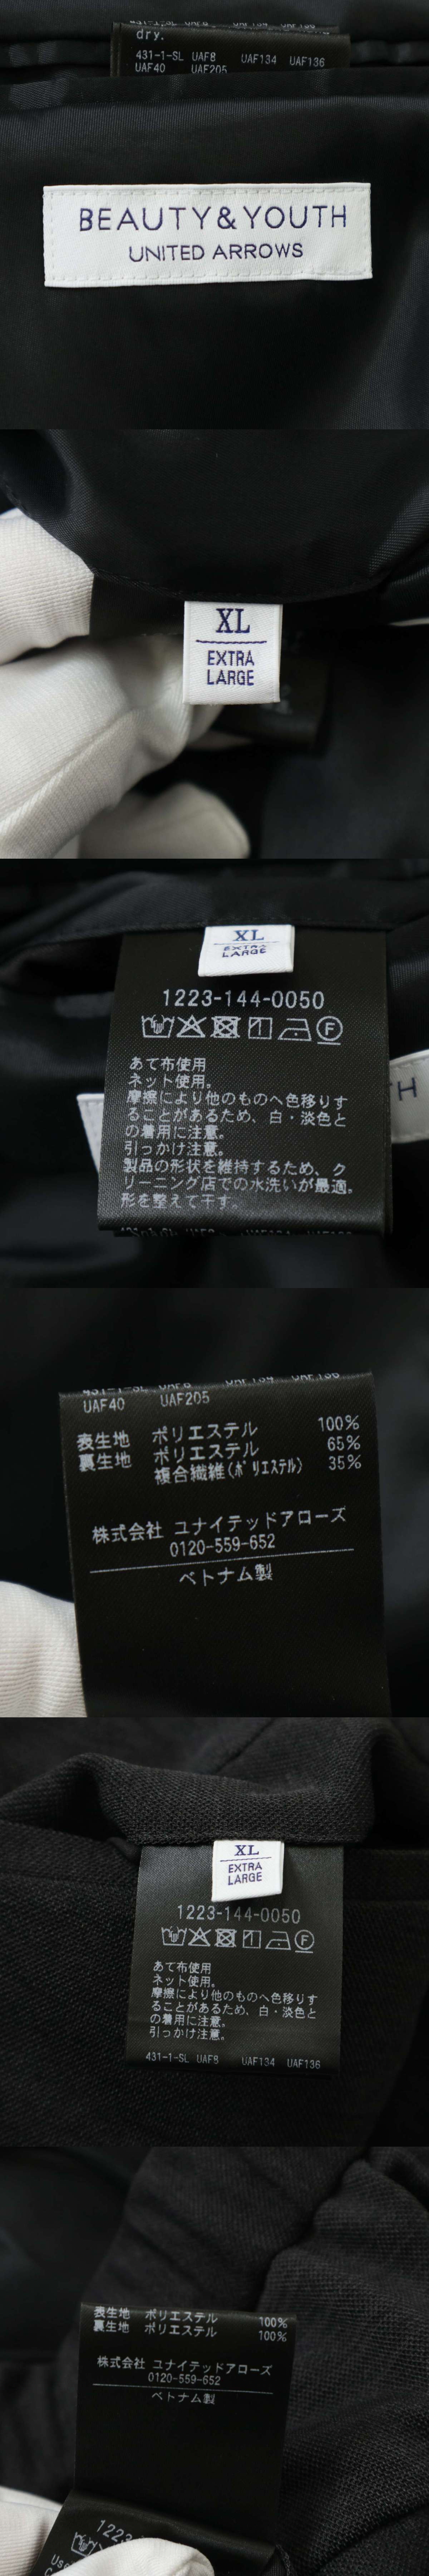 dry.
431-1-SL UAF8 UAF134 UAF136
UAF40 UAF205
BEAUTY&YOUTH
UNITED ARROWS
XL
EXTRA
LARGE
XL
EXTRA
LARGE
1223-144-0050
あて布使用
ネット使用。
摩擦により他のものへ色移りす
ることがあるため、白・淡色と
の着用に注意。
引っかけ注意。
製品の形状を維持するため、ク
リーニング店での水洗いが最適。
形を整えて干す。
H
431-1-SL UAF8 UAF134 UAF136
UAF40 UAF205
表生地 ポリエステル 100%
裏生地 ポリエステル 65%
複合繊維(ポリエステル) 35%
株式会社 ユナイテッドアローズ
0120-559-652
ベトナム製
XL
EXTRA
LARGE
1223-144-0050
あて布使用
ネット使用。
摩擦により他のものへ色移りす
ることがあるため、白・淡色と
の着用に注意。
引っかけ注意。
431-1-SL UAF8 UAF134 UAF136
表生地 ポリエステル 100%
裏生地 ポリエステル 100%
株式会社 ユナイテッドアローズ
0120-559-652
ベトナム製
1223